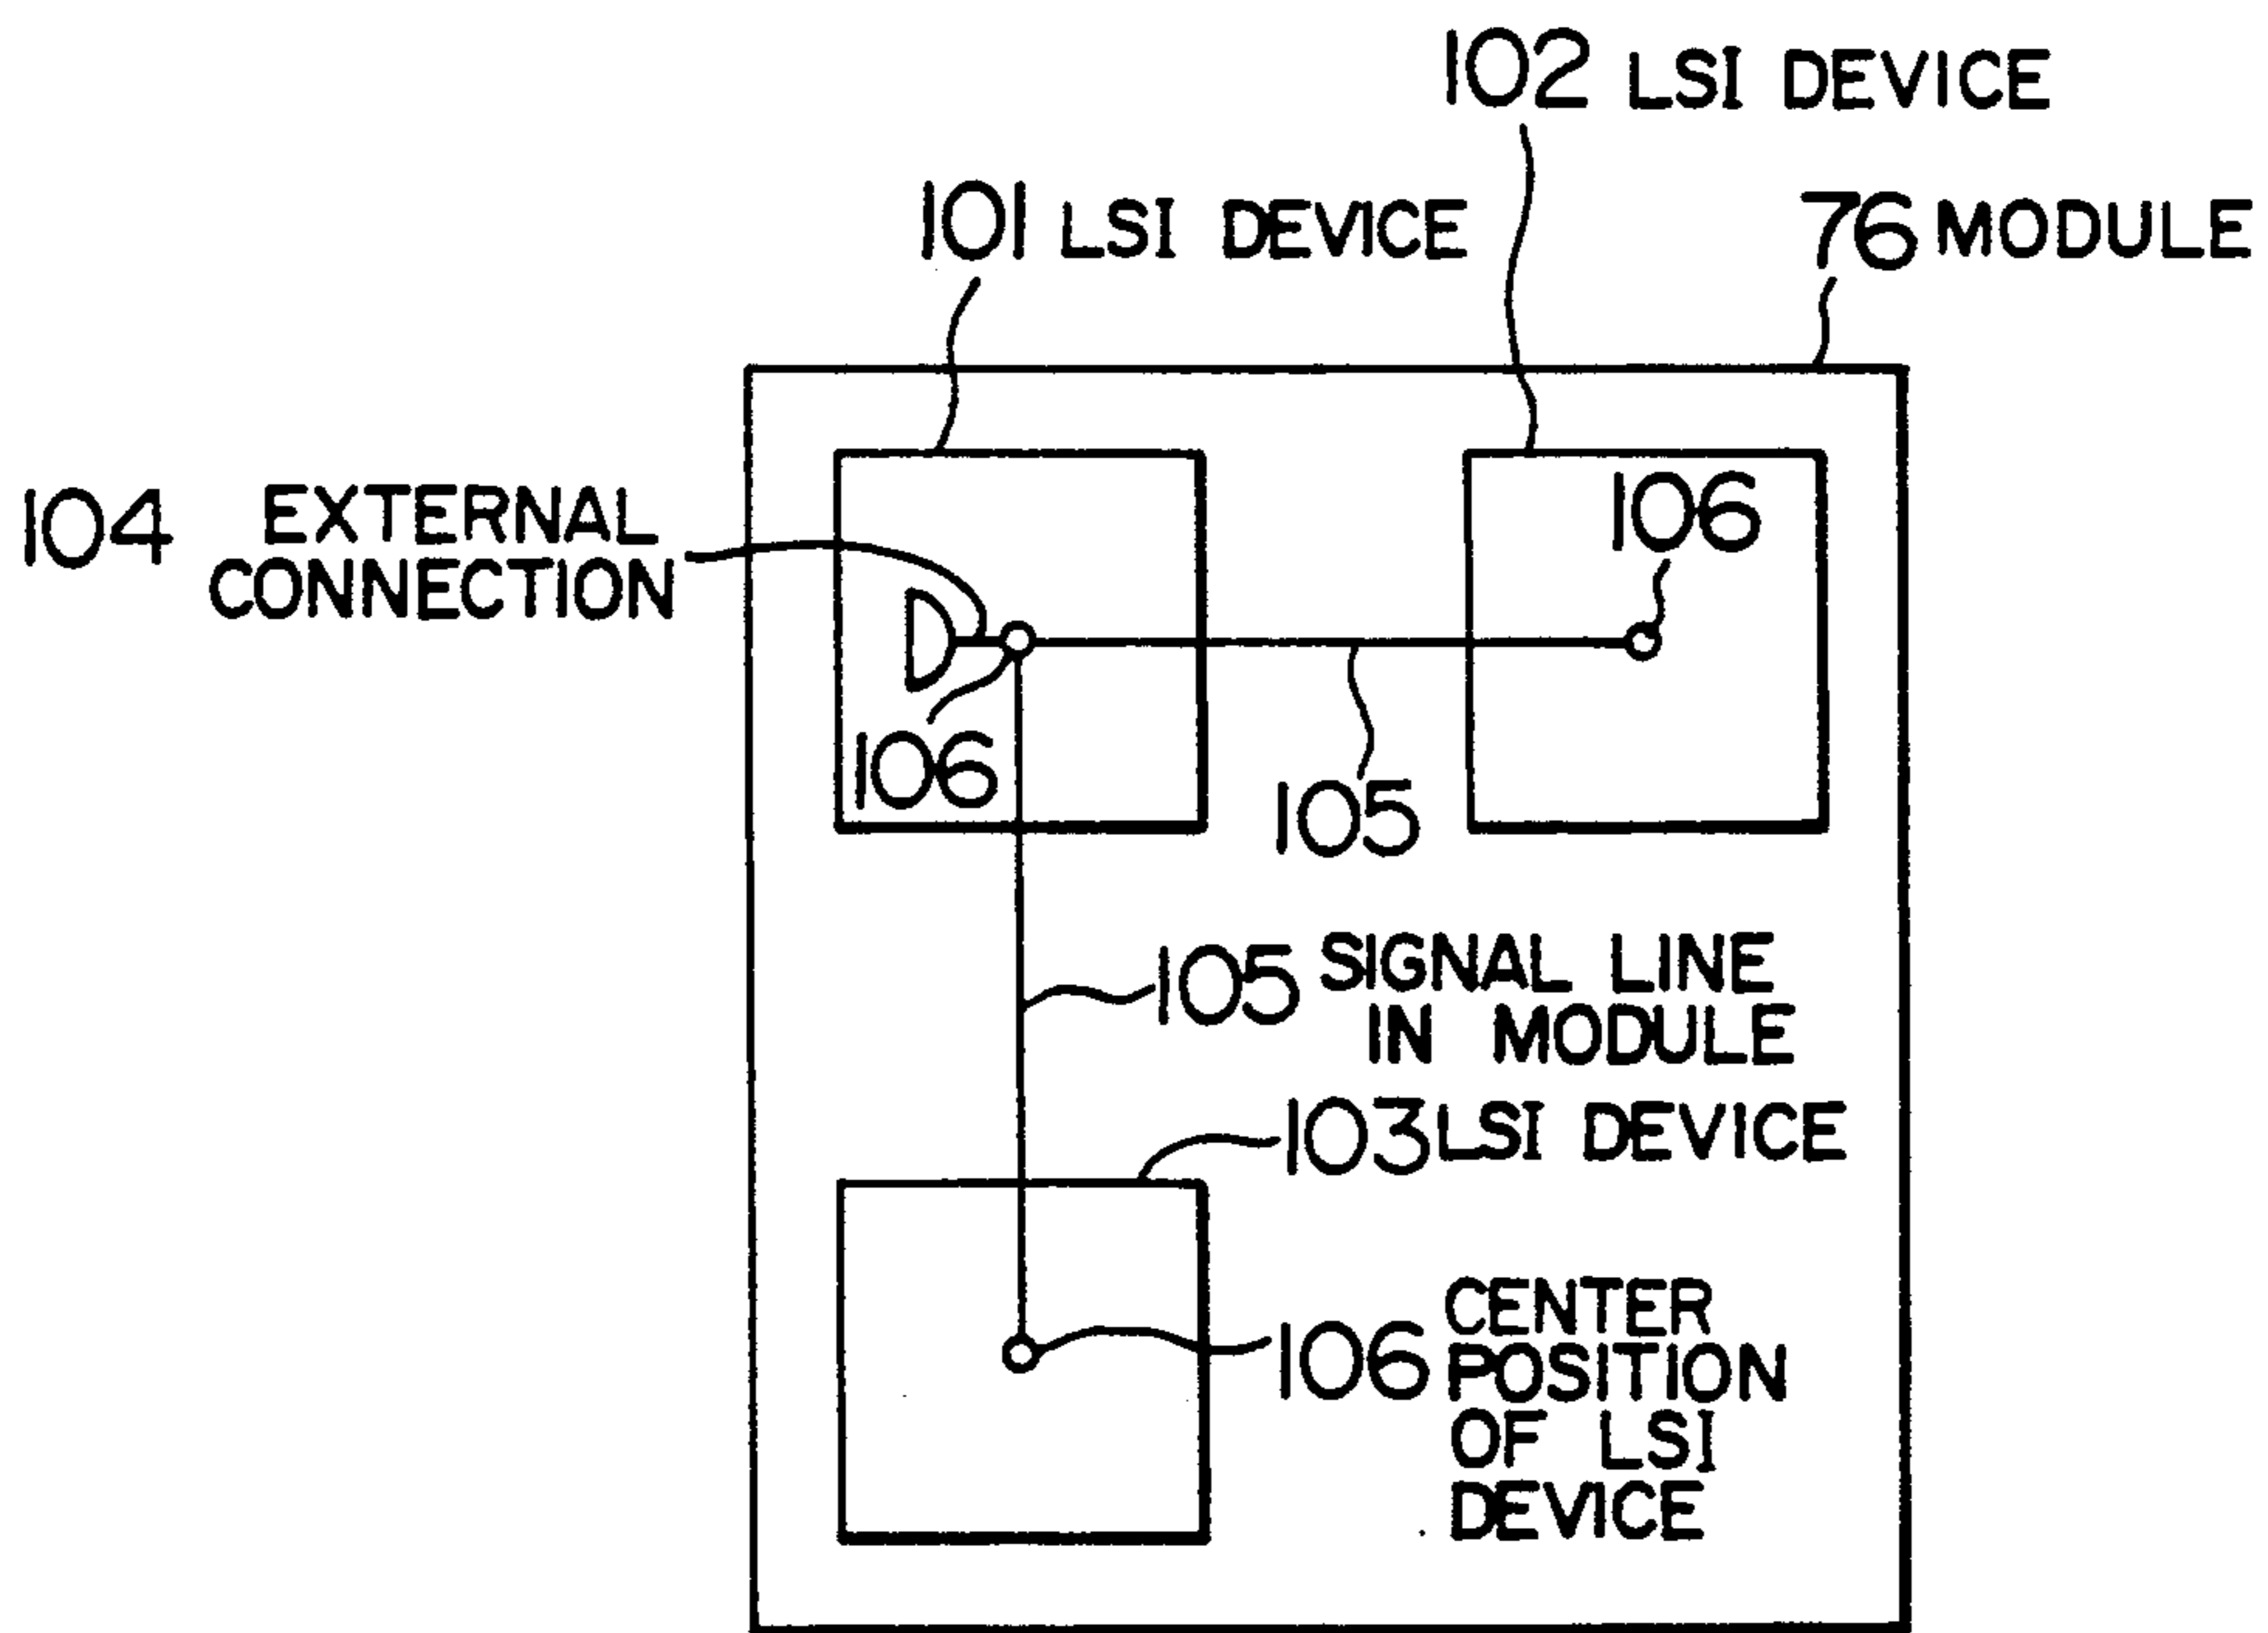 102 LSI DEVICE
101 LSI DEVICE
76 MODULE
104 EXTERNAL
CONNECTION
106
106
105
105 SIGNAL LINE
IN MODULE
103 LSI DEVICE
106 CENTER
POSITION
OF LSI
DEVICE